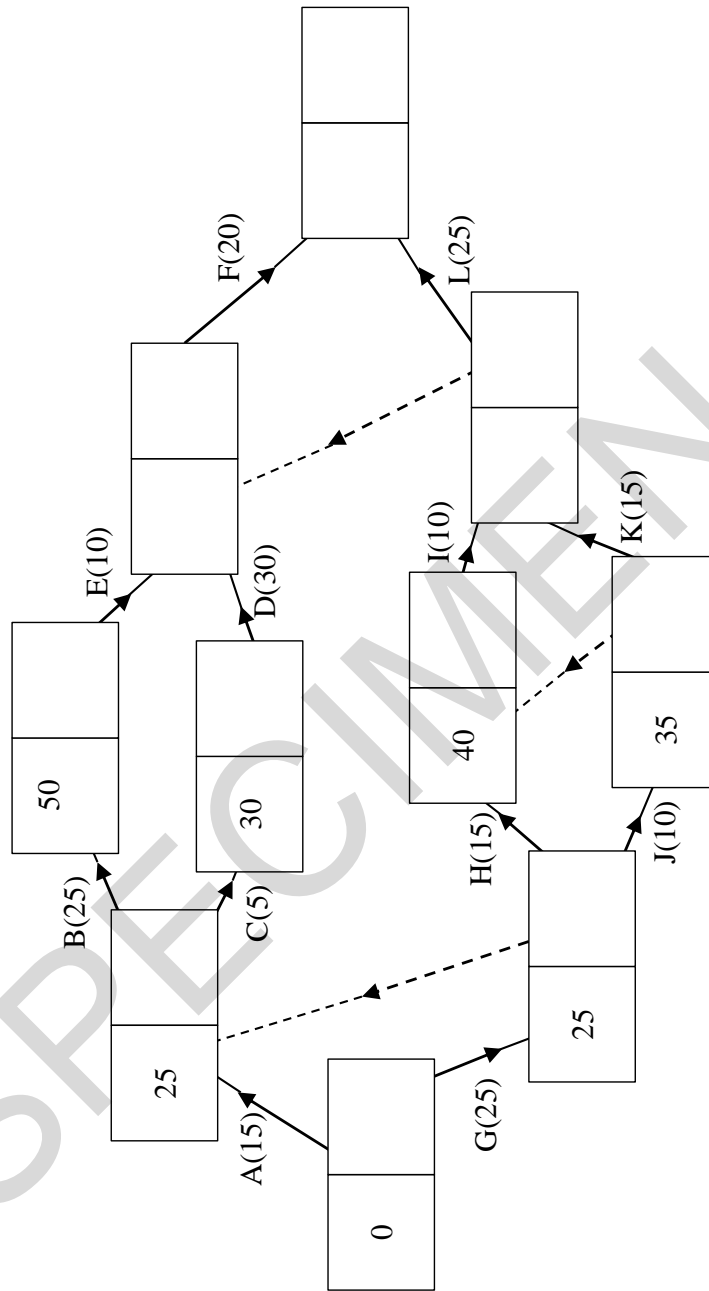 0
A(15)
G(25)
25
25
B(25)
C(5)
H(15)
J(10)
50
30
40
35
E(10)
D(30)
I(10)
K(15)
F(20)
L(25)
SPECIMEN